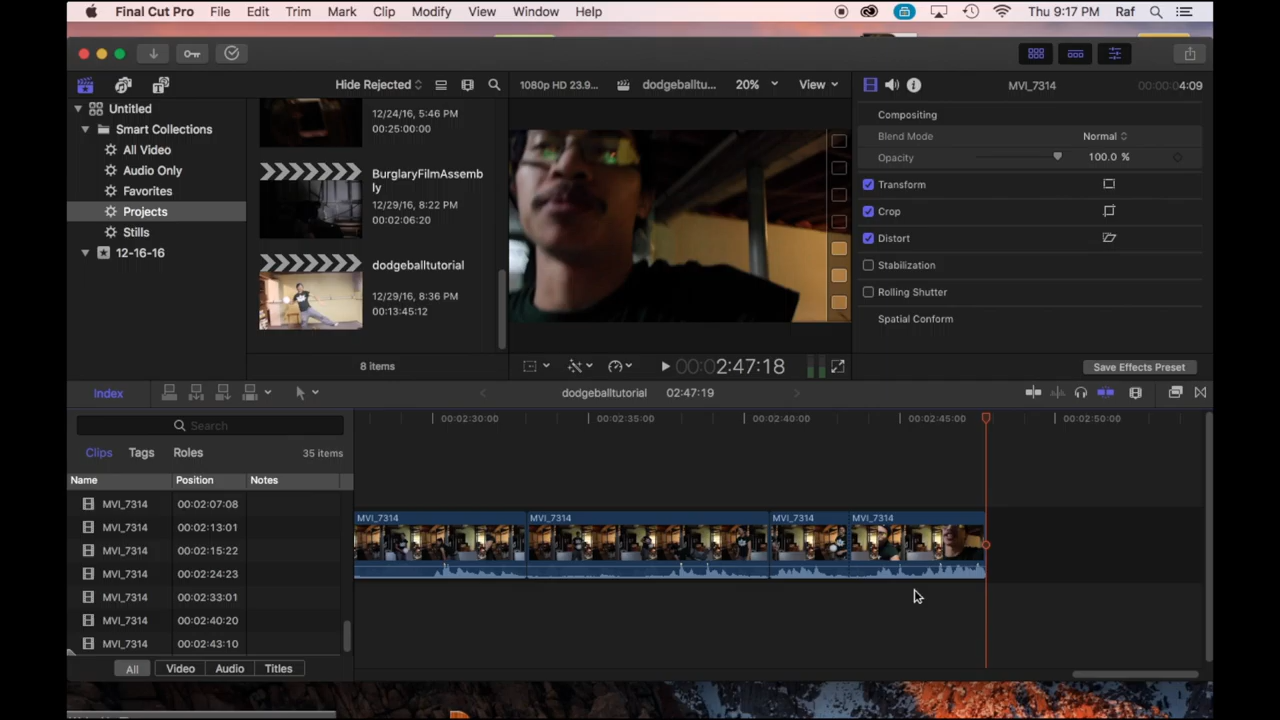 Final Cut Pro File Edit Trim Mark Clip Modify View Window Help Thu 9:17 PM Raf
Hide Rejected 1080p HD 23.9... dodgeballtu... 20% View MVI_7314 00:00:00:4:09
Untitled
Smart Collections
All Video
Audio Only
Favorites
Projects
Stills
12-16-16
12/24/16, 5:46 PM
00:25:00:00
BurglaryFilmAssemb
ly
12/29/16, 8:22 PM
00:02:06:20
dodgeballtutorial
12/29/16, 8:36 PM
00:13:45:12
8 items
00:02:47:18
Compositing
Blend Mode Normal
Opacity 100.0 %
Transform
Crop
Distort
Stabilization
Rolling Shutter
Spatial Conform
Save Effects Preset
Index dodgeballtutorial 02:47:19
Search
Clips Tags Roles 35 items
Name Position Notes
MVI_7314 00:02:07:08
MVI_7314 00:02:13:01
MVI_7314 00:02:15:22
MVI_7314 00:02:24:23
MVI_7314 00:02:33:01
MVI_7314 00:02:40:20
MVI_7314 00:02:43:10
All Video Audio Titles
00:02:30:00 00:02:35:00 00:02:40:00 00:02:45:00 00:02:50:00
MVI_7314 MVI_7314 MVI_7314 MVI_7314